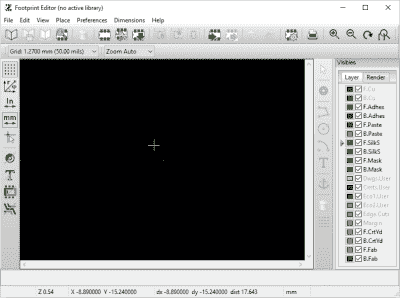 Footprint Editor (no active library)
File Edit View Place Preferences Dimensions Help
Grid: 1.2700 mm (50.00 mils) Zoom Auto
Visibles
Layer Render
F.Cu
B.Cu
F.Adhes
B.Adhes
F.Paste
B.Paste
F.SilkS
B.SilkS
F.Mask
B.Mask
Dwgs.User
Cmts.User
Eco1.User
Eco2.User
Edge.Cuts
Margin
F.CrtYd
B.CrtYd
F.Fab
B.Fab
In
mm
T
T
Z 0.54 X -8.890000 Y -15.240000 dx -8.890000 dy -15.240000 dist 17.643 mm